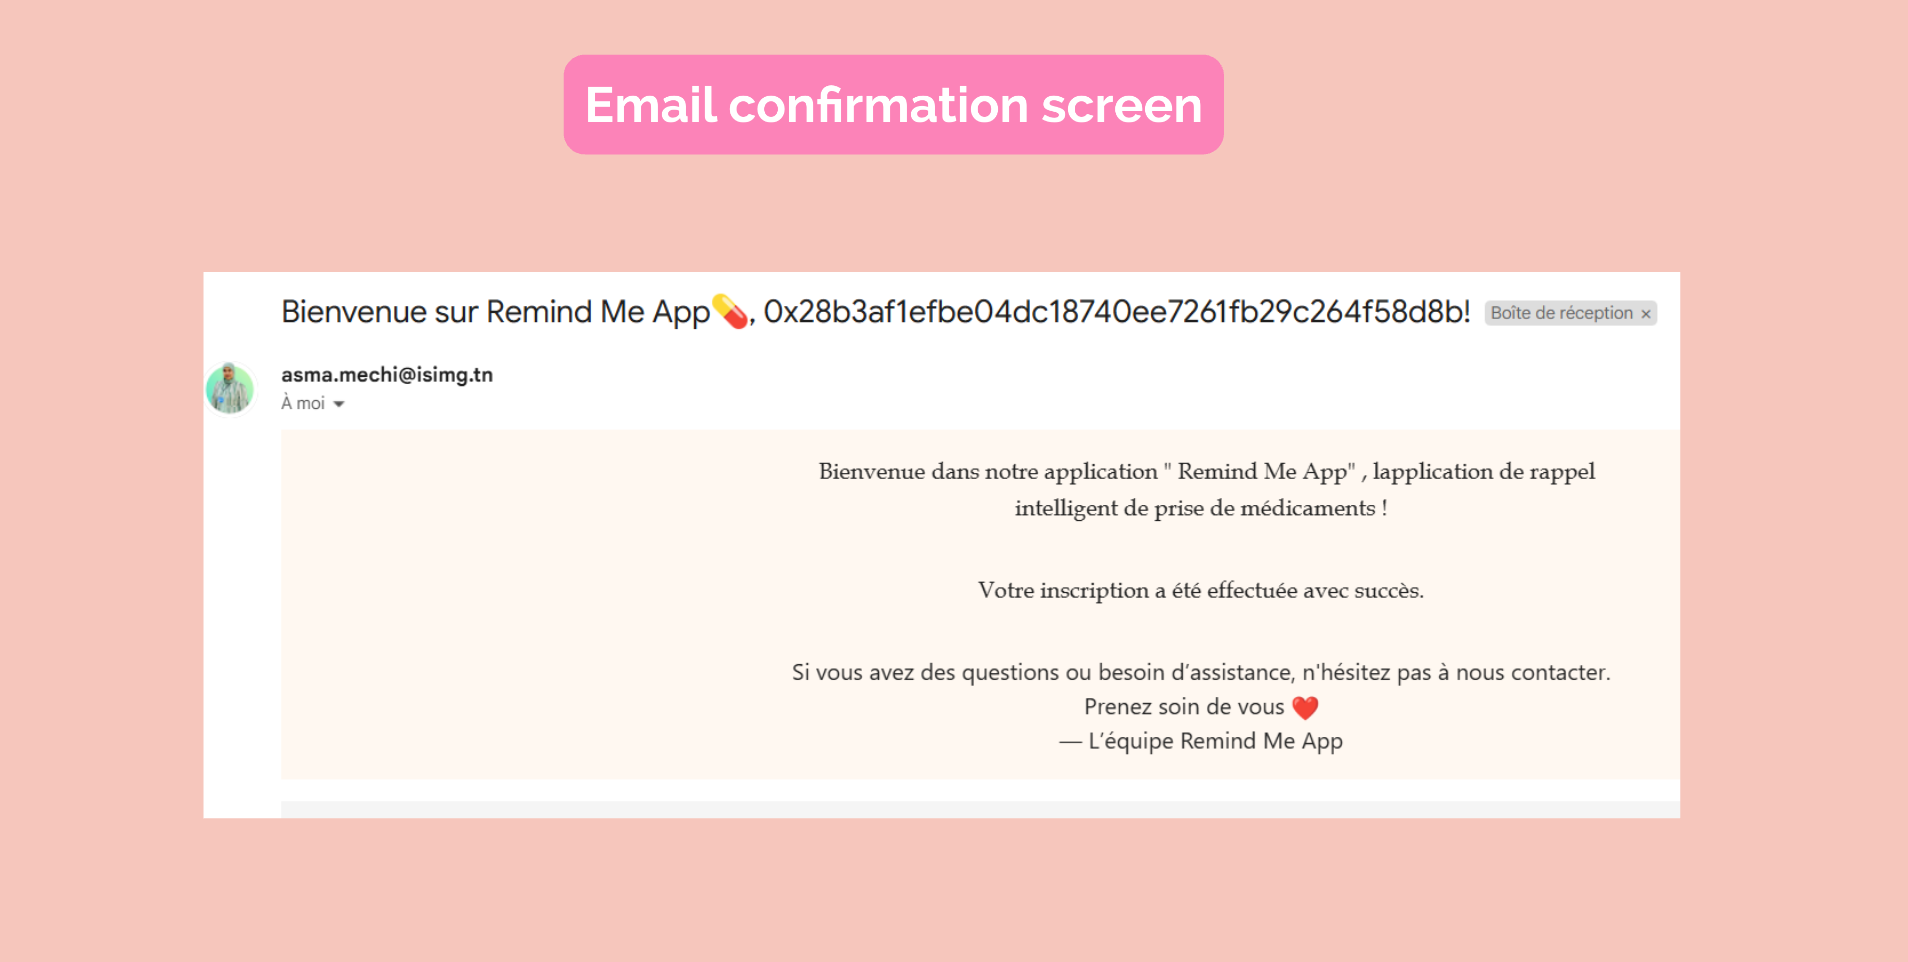 Email confirmation screen
Bienvenue sur Remind Me App💊, 0x28b3af1efbe04dc18740ee7261fb29c264f58d8b! Boîte de réception ×
asma.mechi@isimg.tn
À moi
Bienvenue dans notre application " Remind Me App" , lapplication de rappel
intelligent de prise de médicaments !
Votre inscription a été effectuée avec succès.
Si vous avez des questions ou besoin d’assistance, n'hésitez pas à nous contacter.
Prenez soin de vous ❤️
— L’équipe Remind Me App